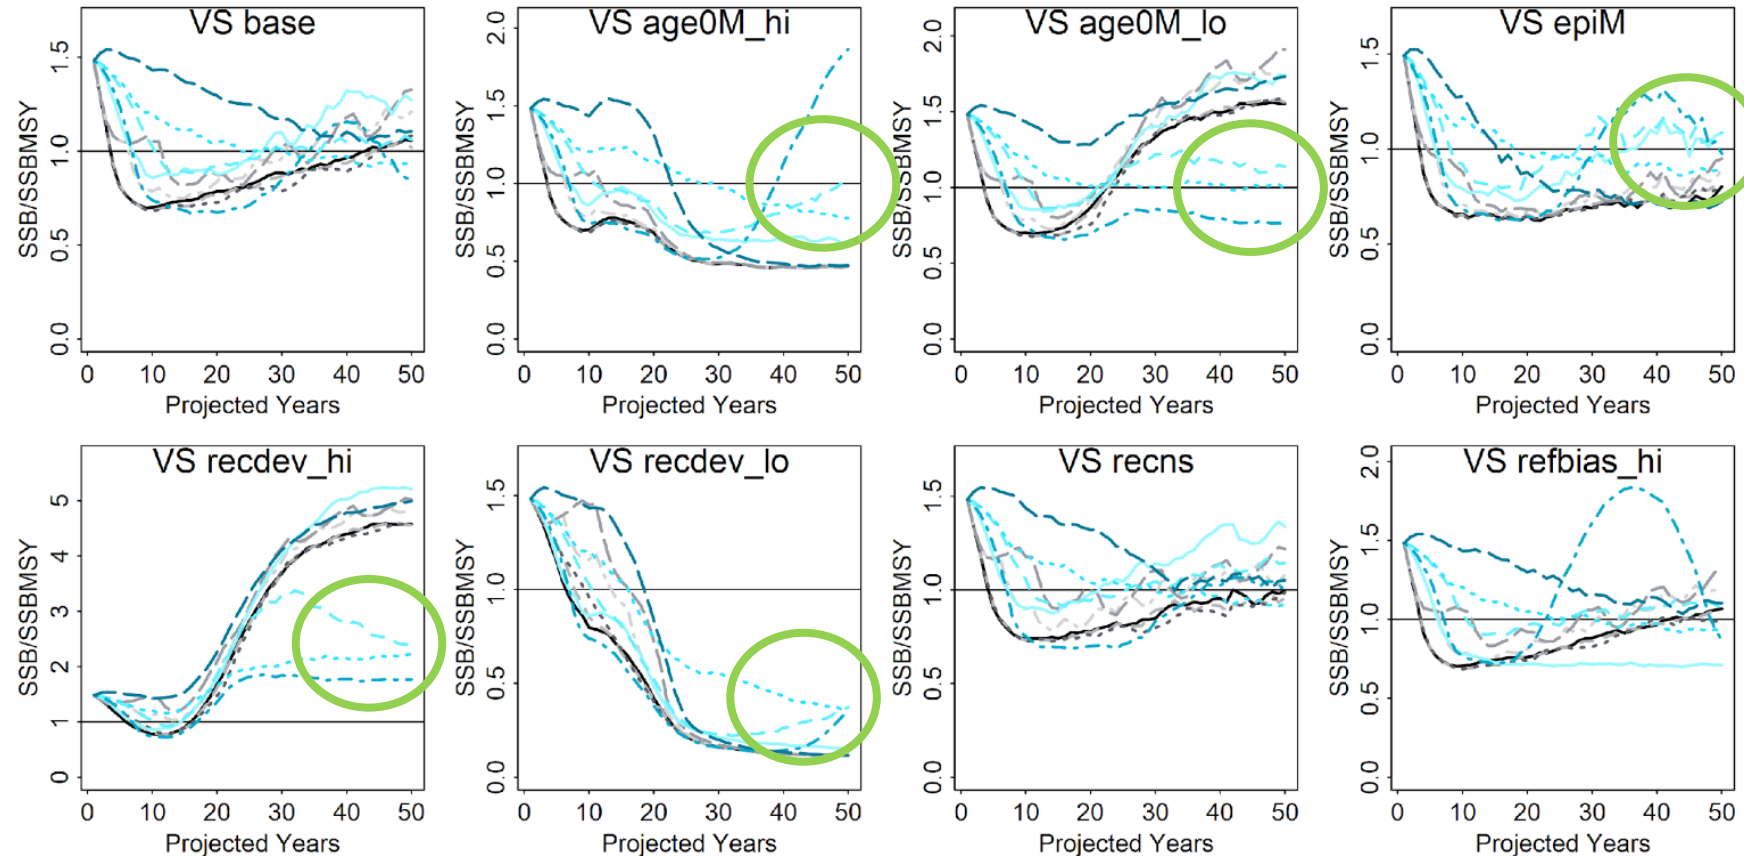 VS base
VS age0M_hi
VS age0M_lo
VS epiM
SSB/SSBMSY
0.0 0.5 1.0 1.5
0 10 20 30 40 50
Projected Years
SSB/SSBMSY
0.0 0.5 1.0 1.5 2.0
0 10 20 30 40 50
Projected Years
SSB/SSBMSY
0.0 0.5 1.0 1.5 2.0
0 10 20 30 40 50
Projected Years
SSB/SSBMSY
0.0 0.5 1.0 1.5
0 10 20 30 40 50
Projected Years
VS recdev_hi
VS recdev_lo
VS recns
VS refbias_hi
SSB/SSBMSY
0 1 2 3 4 5
0 10 20 30 40 50
Projected Years
SSB/SSBMSY
0.0 0.5 1.0 1.5
0 10 20 30 40 50
Projected Years
SSB/SSBMSY
0.0 0.5 1.0 1.5
0 10 20 30 40 50
Projected Years
SSB/SSBMSY
0.0 0.5 1.0 1.5 2.0
0 10 20 30 40 50
Projected Years